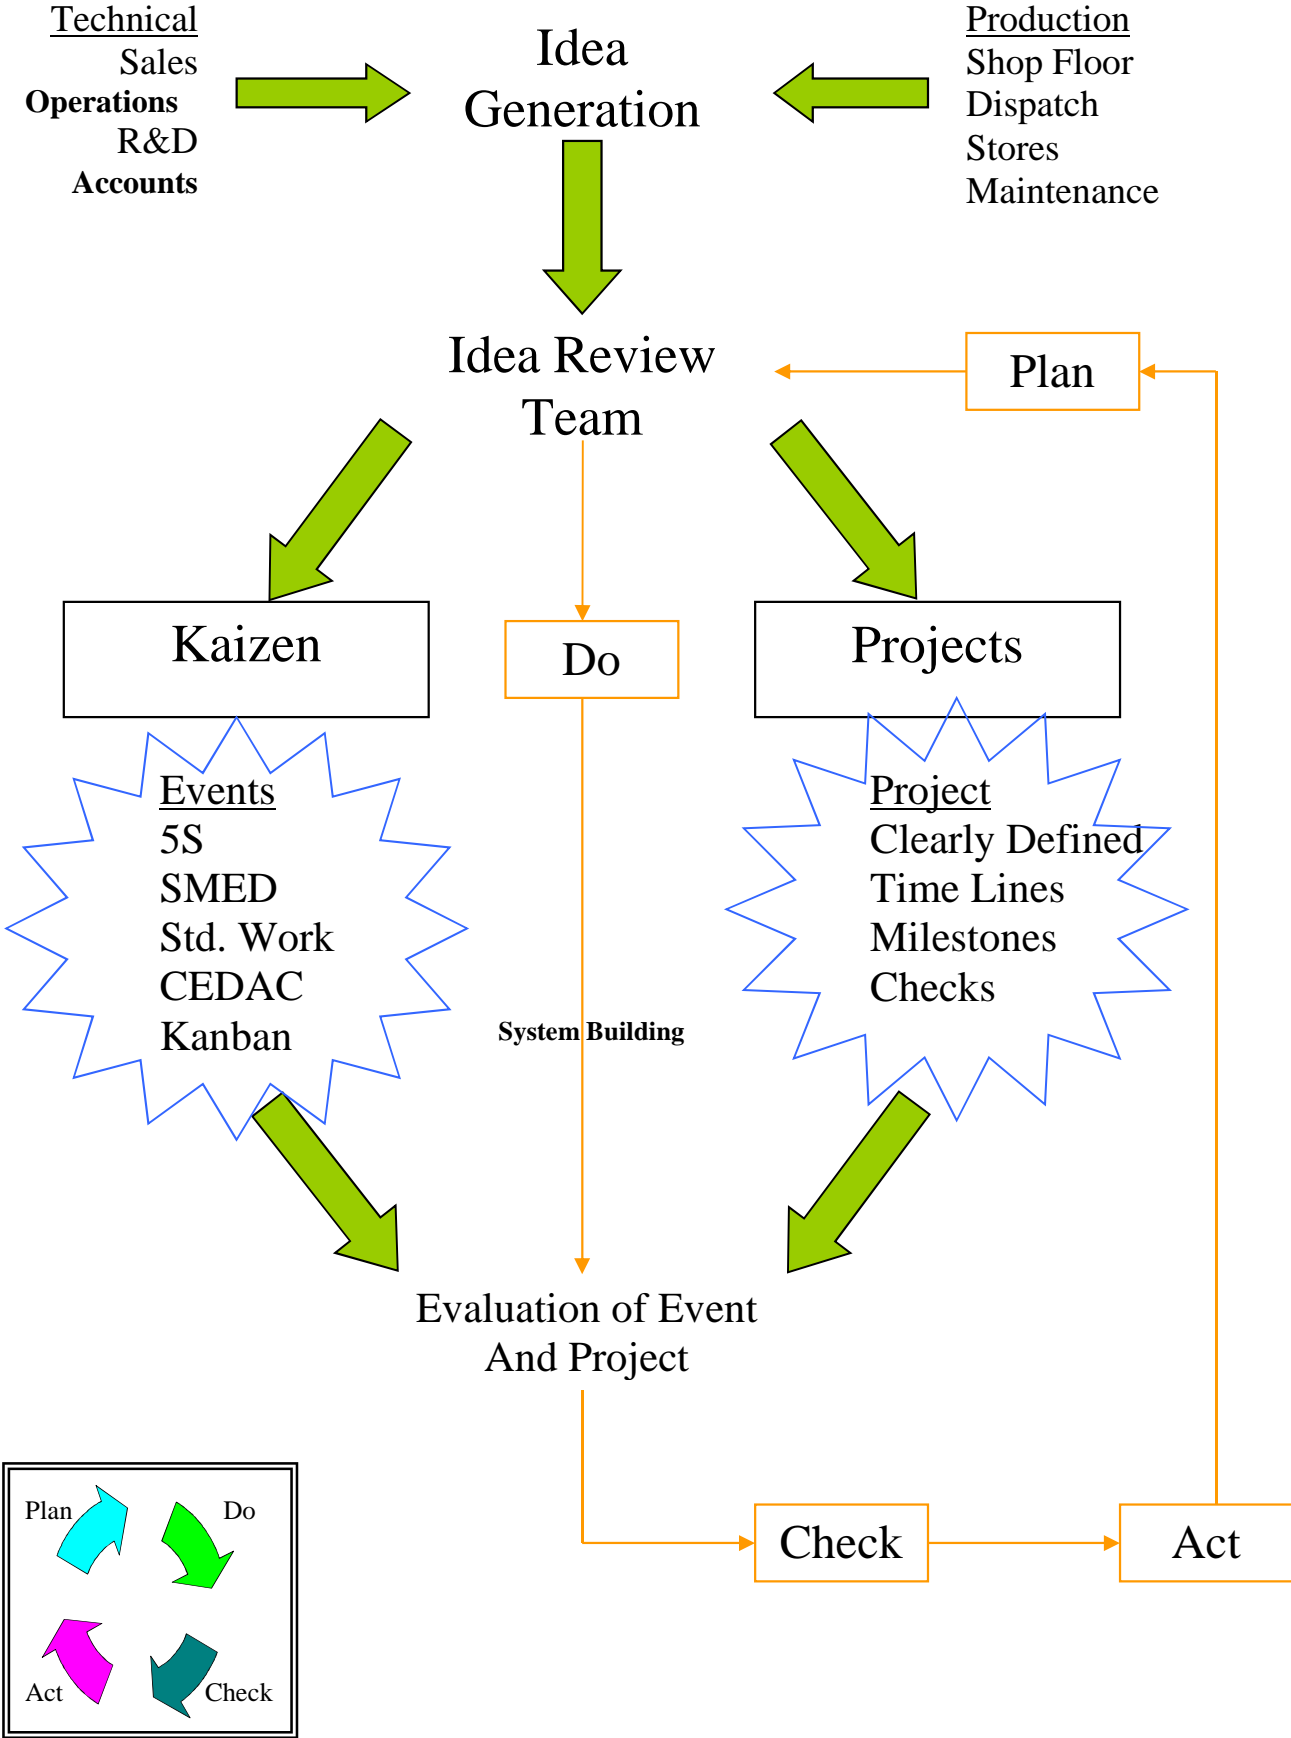 Technical
Sales
Operations
R&D
Accounts
Idea
Generation
Production
Shop Floor
Dispatch
Stores
Maintenance
Idea Review
Team
Plan
Kaizen
Do
Projects
Events
5S
SMED
Std. Work
CEDAC
Kanban
System Building
Project
Clearly Defined
Time Lines
Milestones
Checks
Evaluation of Event
And Project
Check
Act
Plan
Do
Act
Check